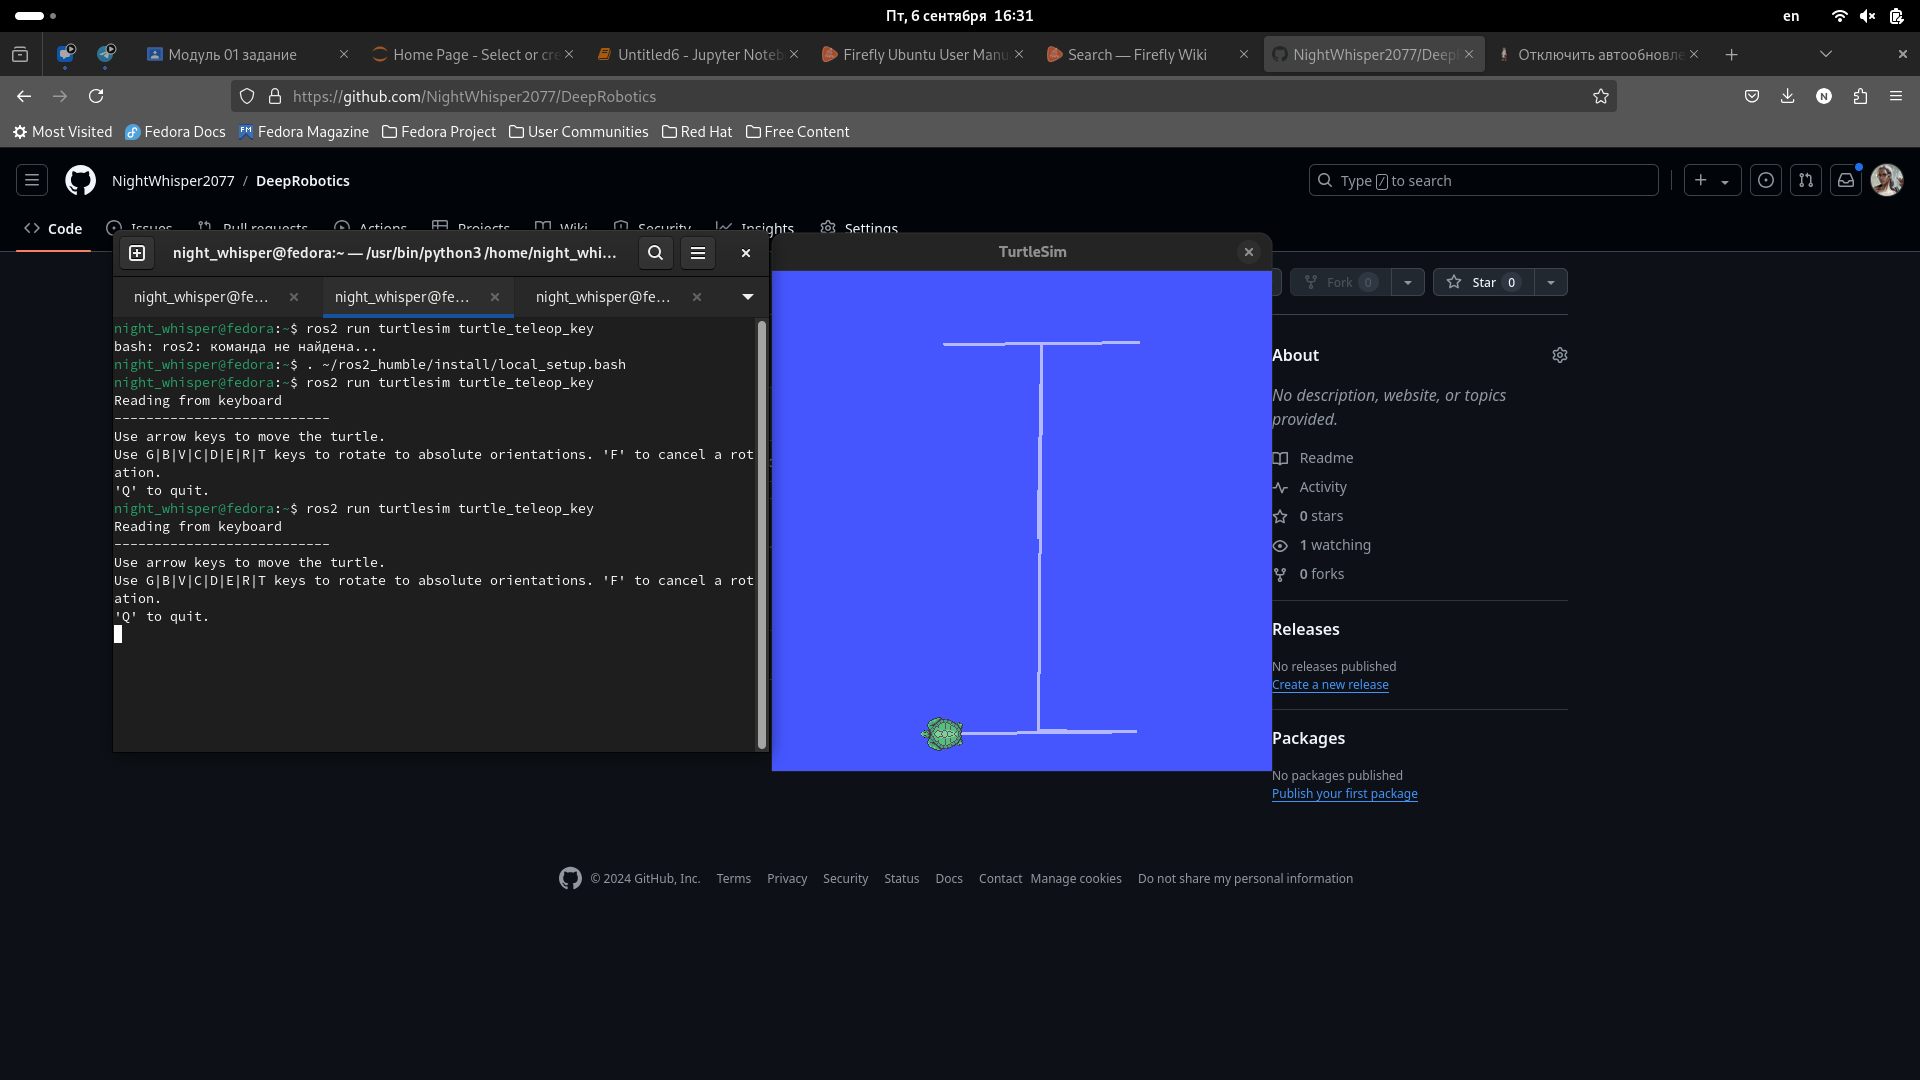 Пт, 6 сентября 16:31
en
Модуль 01 задание
Home Page - Select or cre
Untitled6 - Jupyter Noteb
Firefly Ubuntu User Manu
Search — Firefly Wiki
NightWhisper2077/Deep
Отключить автообновле
https://github.com/NightWhisper2077/DeepRobotics
N
Most Visited
Fedora Docs
Fedora Magazine
Fedora Project
User Communities
Red Hat
Free Content
NightWhisper2077 / DeepRobotics
Type / to search
Code
Issues
Pull requests
Actions
Projects
Wiki
Security
Insights
Settings
night_whisper@fedora:~ — /usr/bin/python3 /home/night_whi...
night_whisper@fe...
night_whisper@fe...
night_whisper@fe...
night_whisper@fedora:~$ ros2 run turtlesim turtle_teleop_key
bash: ros2: команда не найдена...
night_whisper@fedora:~$ . ~/ros2_humble/install/local_setup.bash
night_whisper@fedora:~$ ros2 run turtlesim turtle_teleop_key
Reading from keyboard
---------------------------
Use arrow keys to move the turtle.
Use G|B|V|C|D|E|R|T keys to rotate to absolute orientations. 'F' to cancel a rot
ation.
'Q' to quit.
night_whisper@fedora:~$ ros2 run turtlesim turtle_teleop_key
Reading from keyboard
---------------------------
Use arrow keys to move the turtle.
Use G|B|V|C|D|E|R|T keys to rotate to absolute orientations. 'F' to cancel a rot
ation.
'Q' to quit.
TurtleSim
Fork 0
Star 0
About
No description, website, or topics
provided.
Readme
Activity
0 stars
1 watching
0 forks
Releases
No releases published
Create a new release
Packages
No packages published
Publish your first package
© 2024 GitHub, Inc.
Terms
Privacy
Security
Status
Docs
Contact
Manage cookies
Do not share my personal information